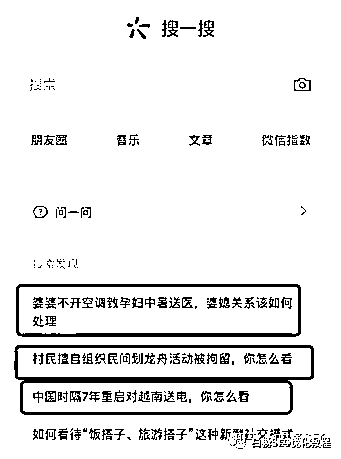 搜一搜
搜索
朋友圈 音乐 文章 微信指数
问一问
搜索发现
婆婆不开空调致孕妇中暑送医，婆媳关系该如何
处理
村民擅自组织民间划龙舟活动被拘留，你怎么看
中国时隔7年重启对越南送电，你怎么看
如何看待“饭搭子、旅游搭子”这种新型社交模式